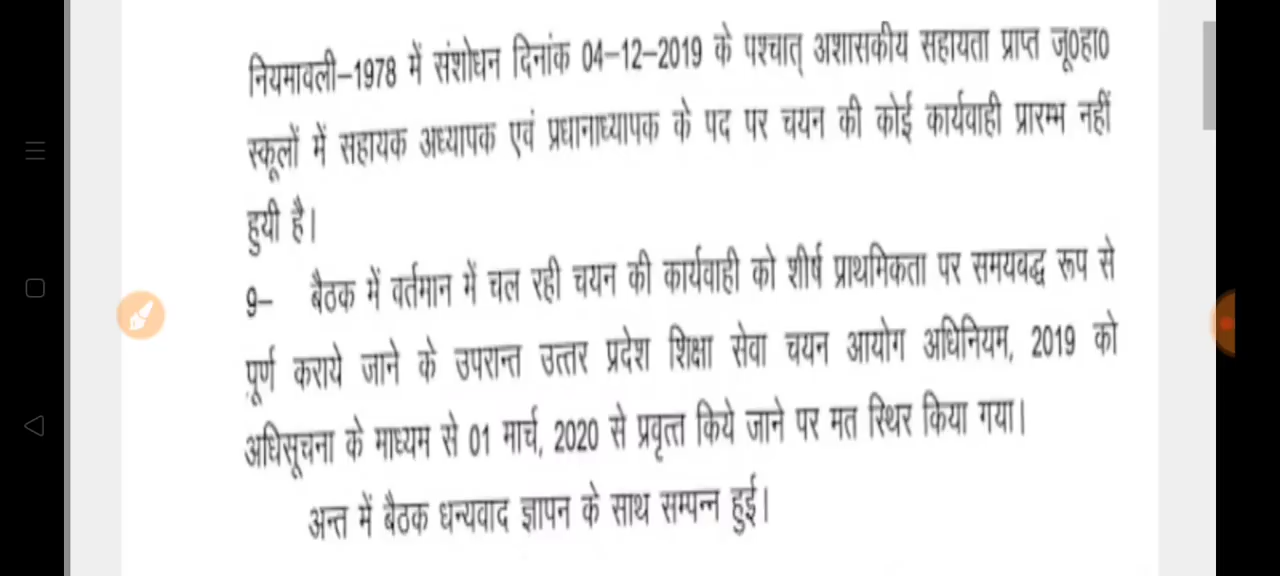 नियमावली–1978 में संशोधन दिनांक 04–12–2019 के पश्चात् अशासकीय सहायता प्राप्त जू0हा0
स्कूलों में सहायक अध्यापक एवं प्रधानाध्यापक के पद पर चयन की कोई कार्यवाही प्रारम्भ नहीं
हुयी है।
9– बैठक में वर्तमान में चल रही चयन की कार्यवाही को शीर्ष प्राथमिकता पर समयबद्ध रूप से
पूर्ण कराये जाने के उपरान्त उत्तर प्रदेश शिक्षा सेवा चयन आयोग अधिनियम, 2019 को
अधिसूचना के माध्यम से 01 मार्च, 2020 से प्रवृत्त किये जाने पर मत स्थिर किया गया।
अन्त में बैठक धन्यवाद ज्ञापन के साथ सम्पन्न हुई।